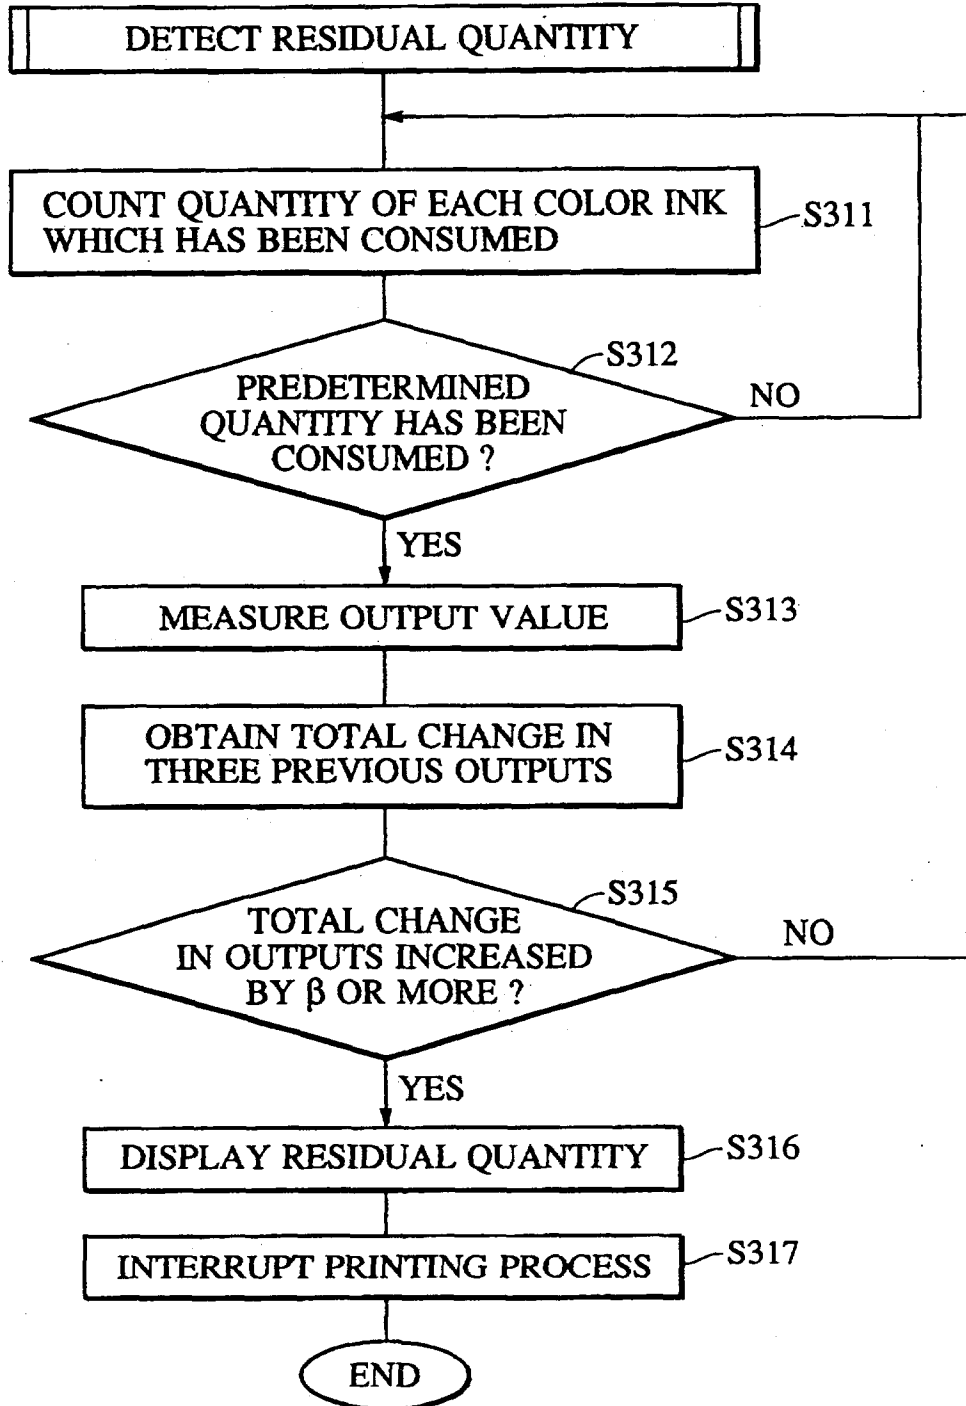 DETECT RESIDUAL QUANTITY
COUNT QUANTITY OF EACH COLOR INK
WHICH HAS BEEN CONSUMED
S311
S312
PREDETERMINED
QUANTITY HAS BEEN
CONSUMED ?
NO
YES
MEASURE OUTPUT VALUE
S313
OBTAIN TOTAL CHANGE IN
THREE PREVIOUS OUTPUTS
S314
S315
TOTAL CHANGE
IN OUTPUTS INCREASED
BY β OR MORE ?
NO
YES
DISPLAY RESIDUAL QUANTITY
S316
INTERRUPT PRINTING PROCESS
S317
END